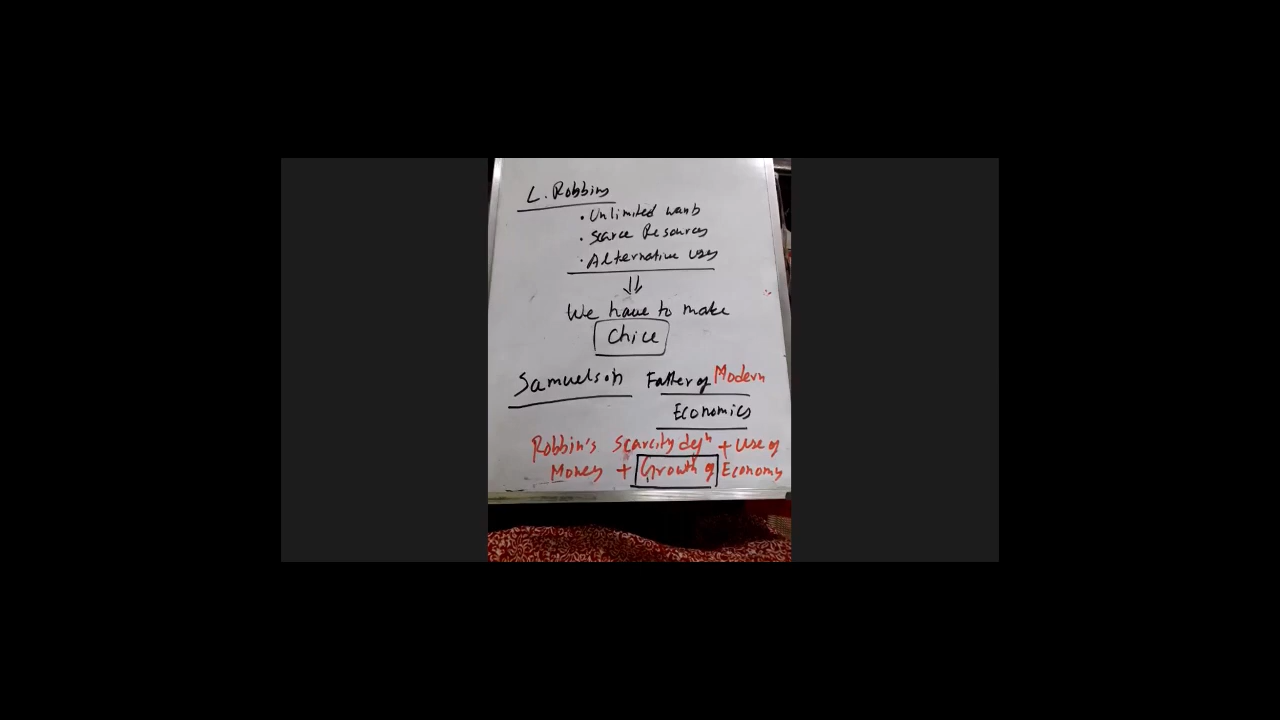 L. Robbins
• Unlimited wants
• Scarce Resources
• Alternative uses
We have to make
Chice
Samuelson Father of Modern
Economics
Robbin's Scarcity defⁿ + Use of
Money + Growth of Economy